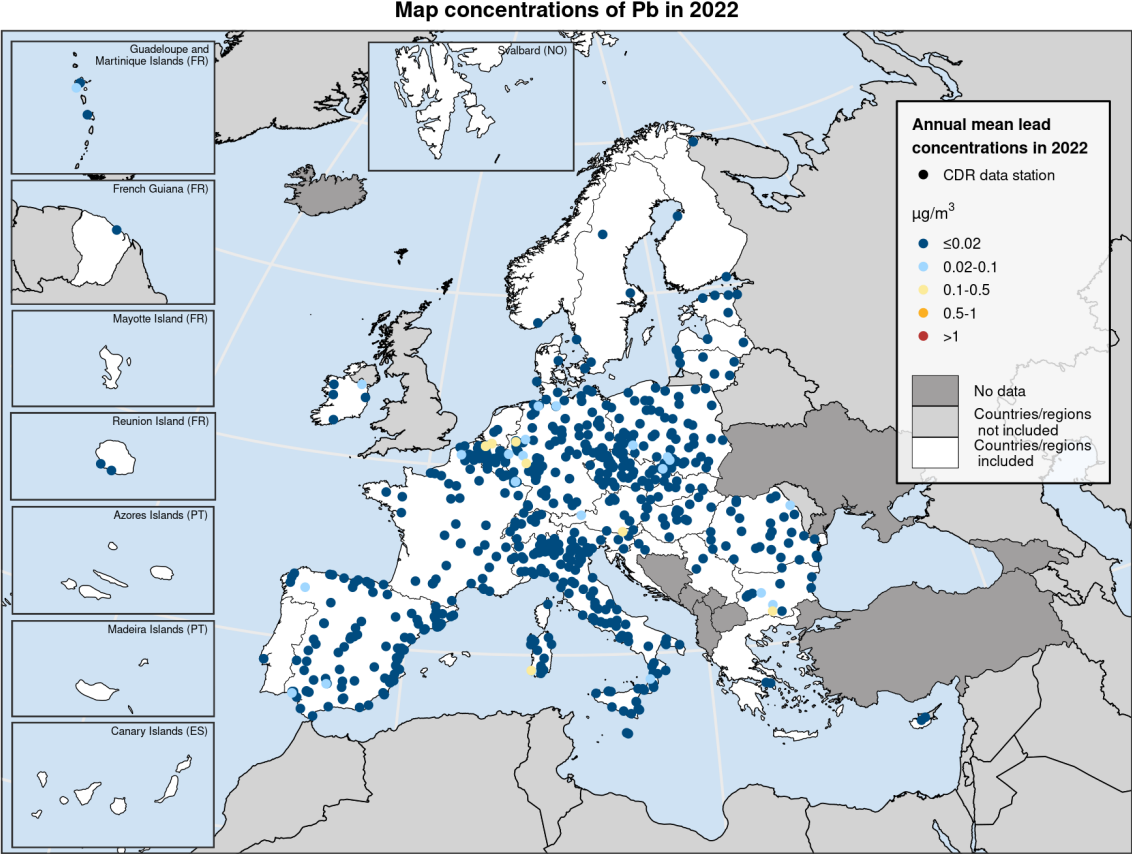 Map concentrations of Pb in 2022
Guadeloupe and
Martinique Islands (FR)
Svalbard (NO)
French Guiana (FR)
Mayotte Island (FR)
Reunion Island (FR)
Azores Islands (PT)
Madeira Islands (PT)
Canary Islands (ES)
Annual mean lead
concentrations in 2022
CDR data station
µg/m³
≤0.02
0.02-0.1
0.1-0.5
0.5-1
>1
No data
Countries/regions
not included
Countries/regions
included